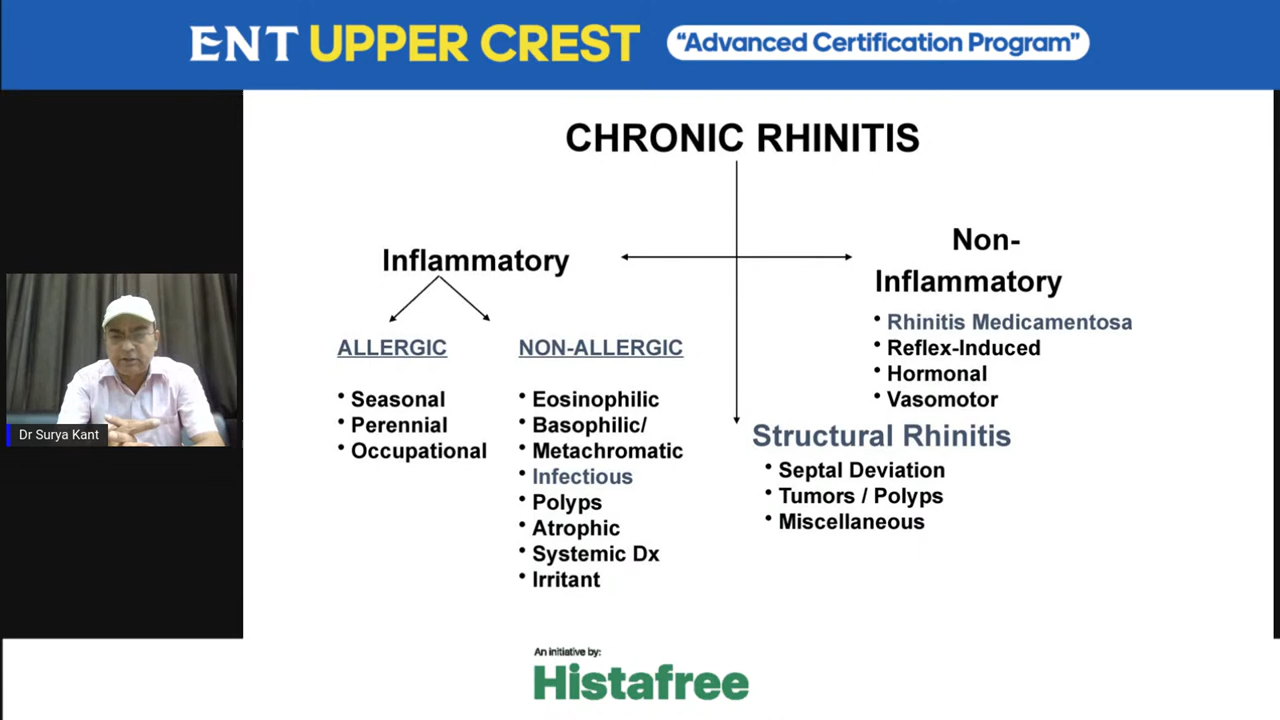 ENT UPPER CREST "Advanced Certification Program"
CHRONIC RHINITIS
Inflammatory
Non-
Inflammatory
ALLERGIC
• Seasonal
• Perennial
• Occupational
NON-ALLERGIC
• Eosinophilic
• Basophilic/
• Metachromatic
• Infectious
• Polyps
• Atrophic
• Systemic Dx
• Irritant
• Rhinitis Medicamentosa
• Reflex-Induced
• Hormonal
• Vasomotor
Structural Rhinitis
• Septal Deviation
• Tumors / Polyps
• Miscellaneous
Dr Surya Kant
An initiative by:
Histafree